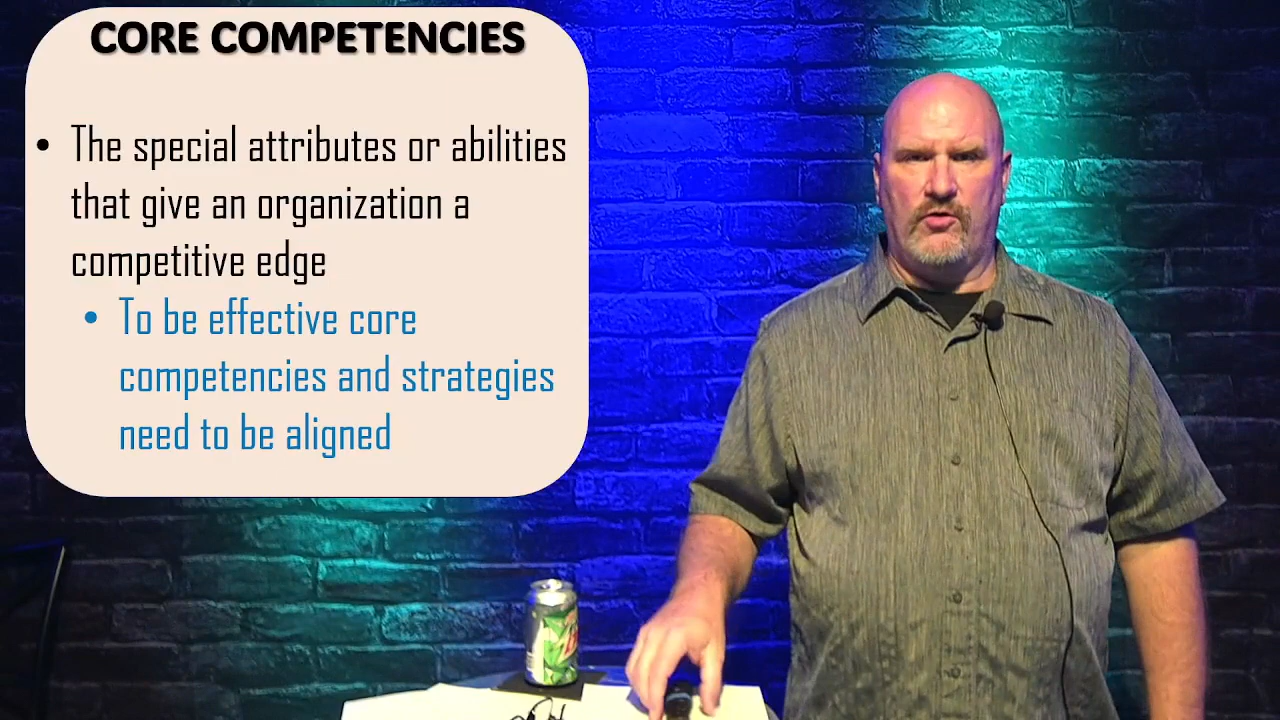 CORE COMPETENCIES
• The special attributes or abilities
that give an organization a
competitive edge
• To be effective core
competencies and strategies
need to be aligned